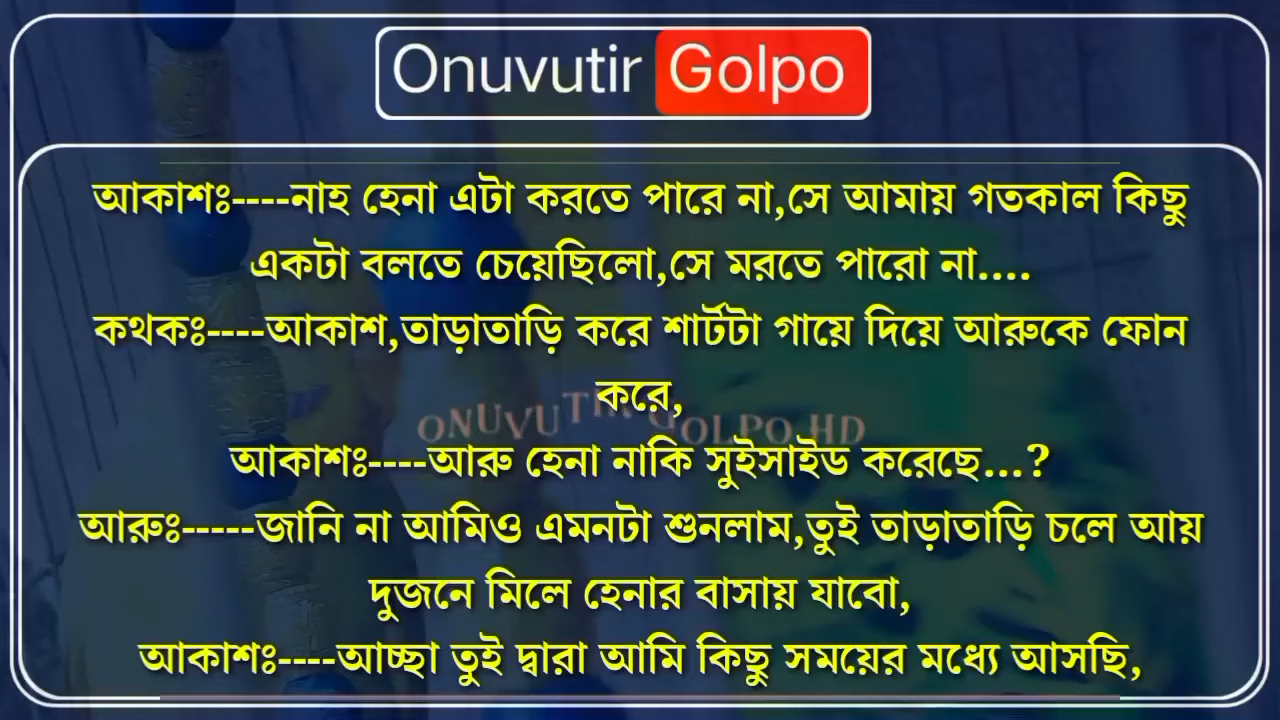 Onuvutir Golpo
আকাশঃ----নাহ হেনা এটা করতে পারে না,সে আমায় গতকাল কিছু
একটা বলতে চেয়েছিলো,সে মরতে পারো না....
কথকঃ----আকাশ,তাড়াতাড়ি করে শার্টটা গায়ে দিয়ে আরুকে ফোন
করে,
ONUVUTIR GOLPO HD
আকাশঃ----আরু হেনা নাকি সুইসাইড করেছে...?
আরুঃ-----জানি না আমিও এমনটা শুনলাম,তুই তাড়াতাড়ি চলে আয়
দুজনে মিলে হেনার বাসায় যাবো,
আকাশঃ----আচ্ছা তুই দ্বারা আমি কিছু সময়ের মধ্যে আসছি,